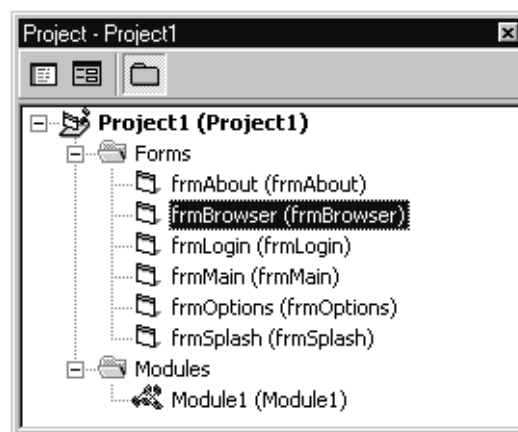 Project - Project1
Project1 (Project1)
Forms
frmAbout (frmAbout)
frmBrowser (frmBrowser)
frmLogin (frmLogin)
frmMain (frmMain)
frmOptions (frmOptions)
frmSplash (frmSplash)
Modules
Module1 (Module1)